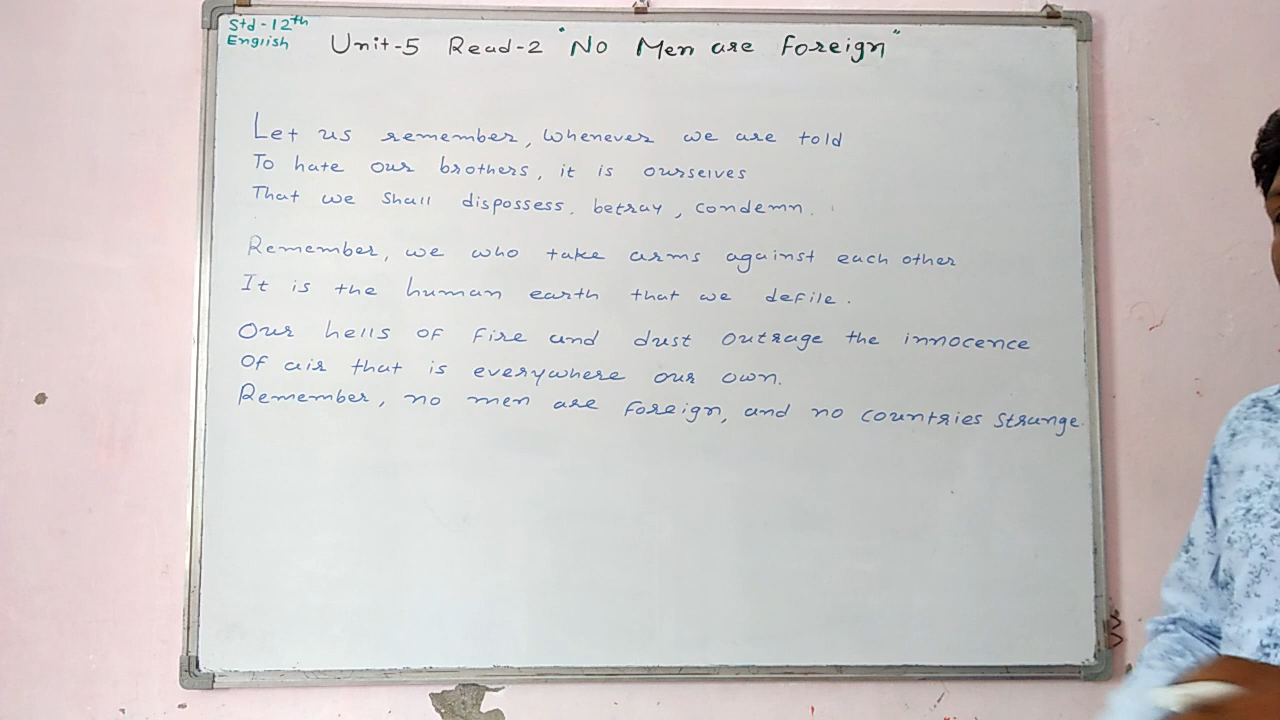 Std-12th
English
Unit-5 Read-2 "No Men are Foreign"
Let us remember, whenever we are told
To hate our brothers, it is ourselves
That we shall dispossess, betray, condemn.
Remember, we who take arms against each other
It is the human earth that we defile.
Our hells of fire and dust outrage the innocence
Of air that is everywhere our own.
Remember, no men are foreign, and no countries strange.